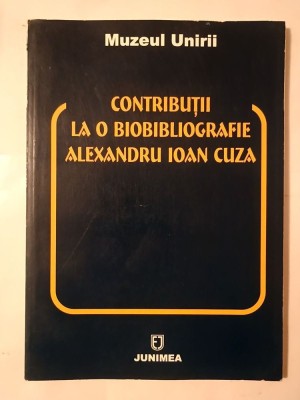 Muzeul Unirii
CONTRIBUȚII
LA O BIOBIBLIOGRAFIE
ALEXANDRU IOAN CUZA
JUNIMEA